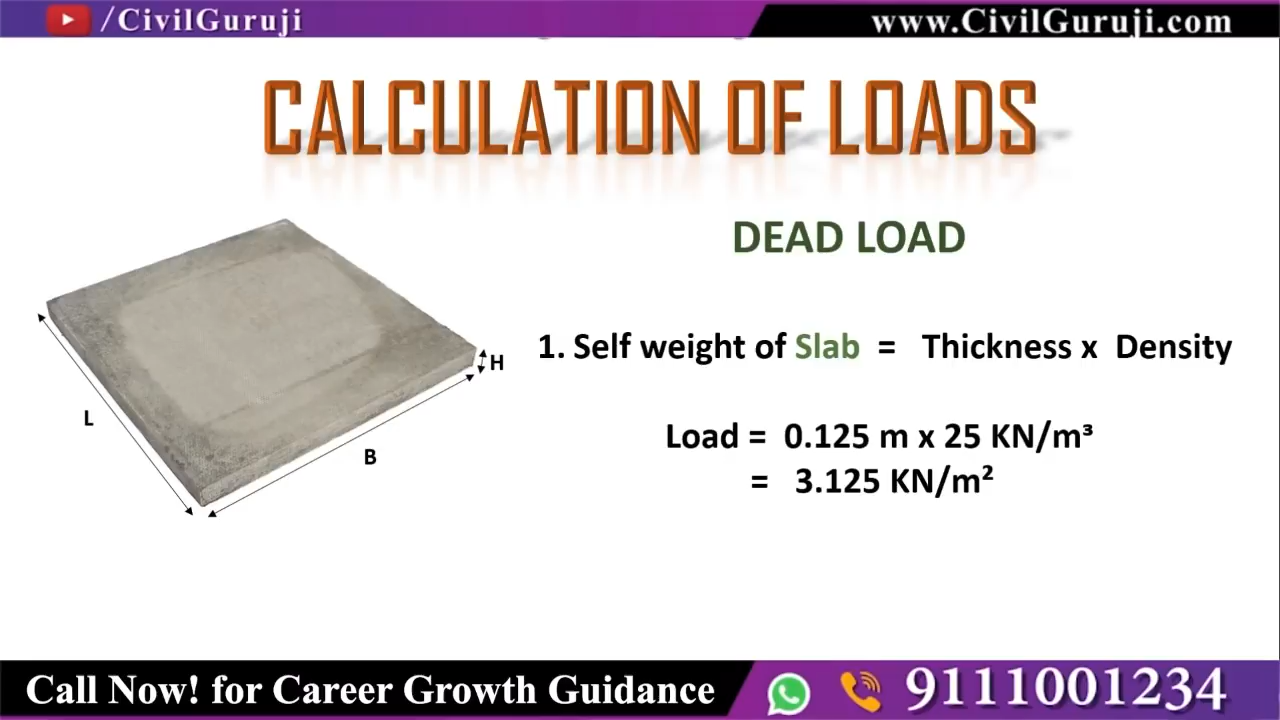 /CivilGuruji
www.CivilGuruji.com
CALCULATION OF LOADS
DEAD LOAD
1. Self weight of Slab = Thickness x Density
Load = 0.125 m x 25 KN/m³
= 3.125 KN/m²
L
B
H
Call Now! for Career Growth Guidance
9111001234